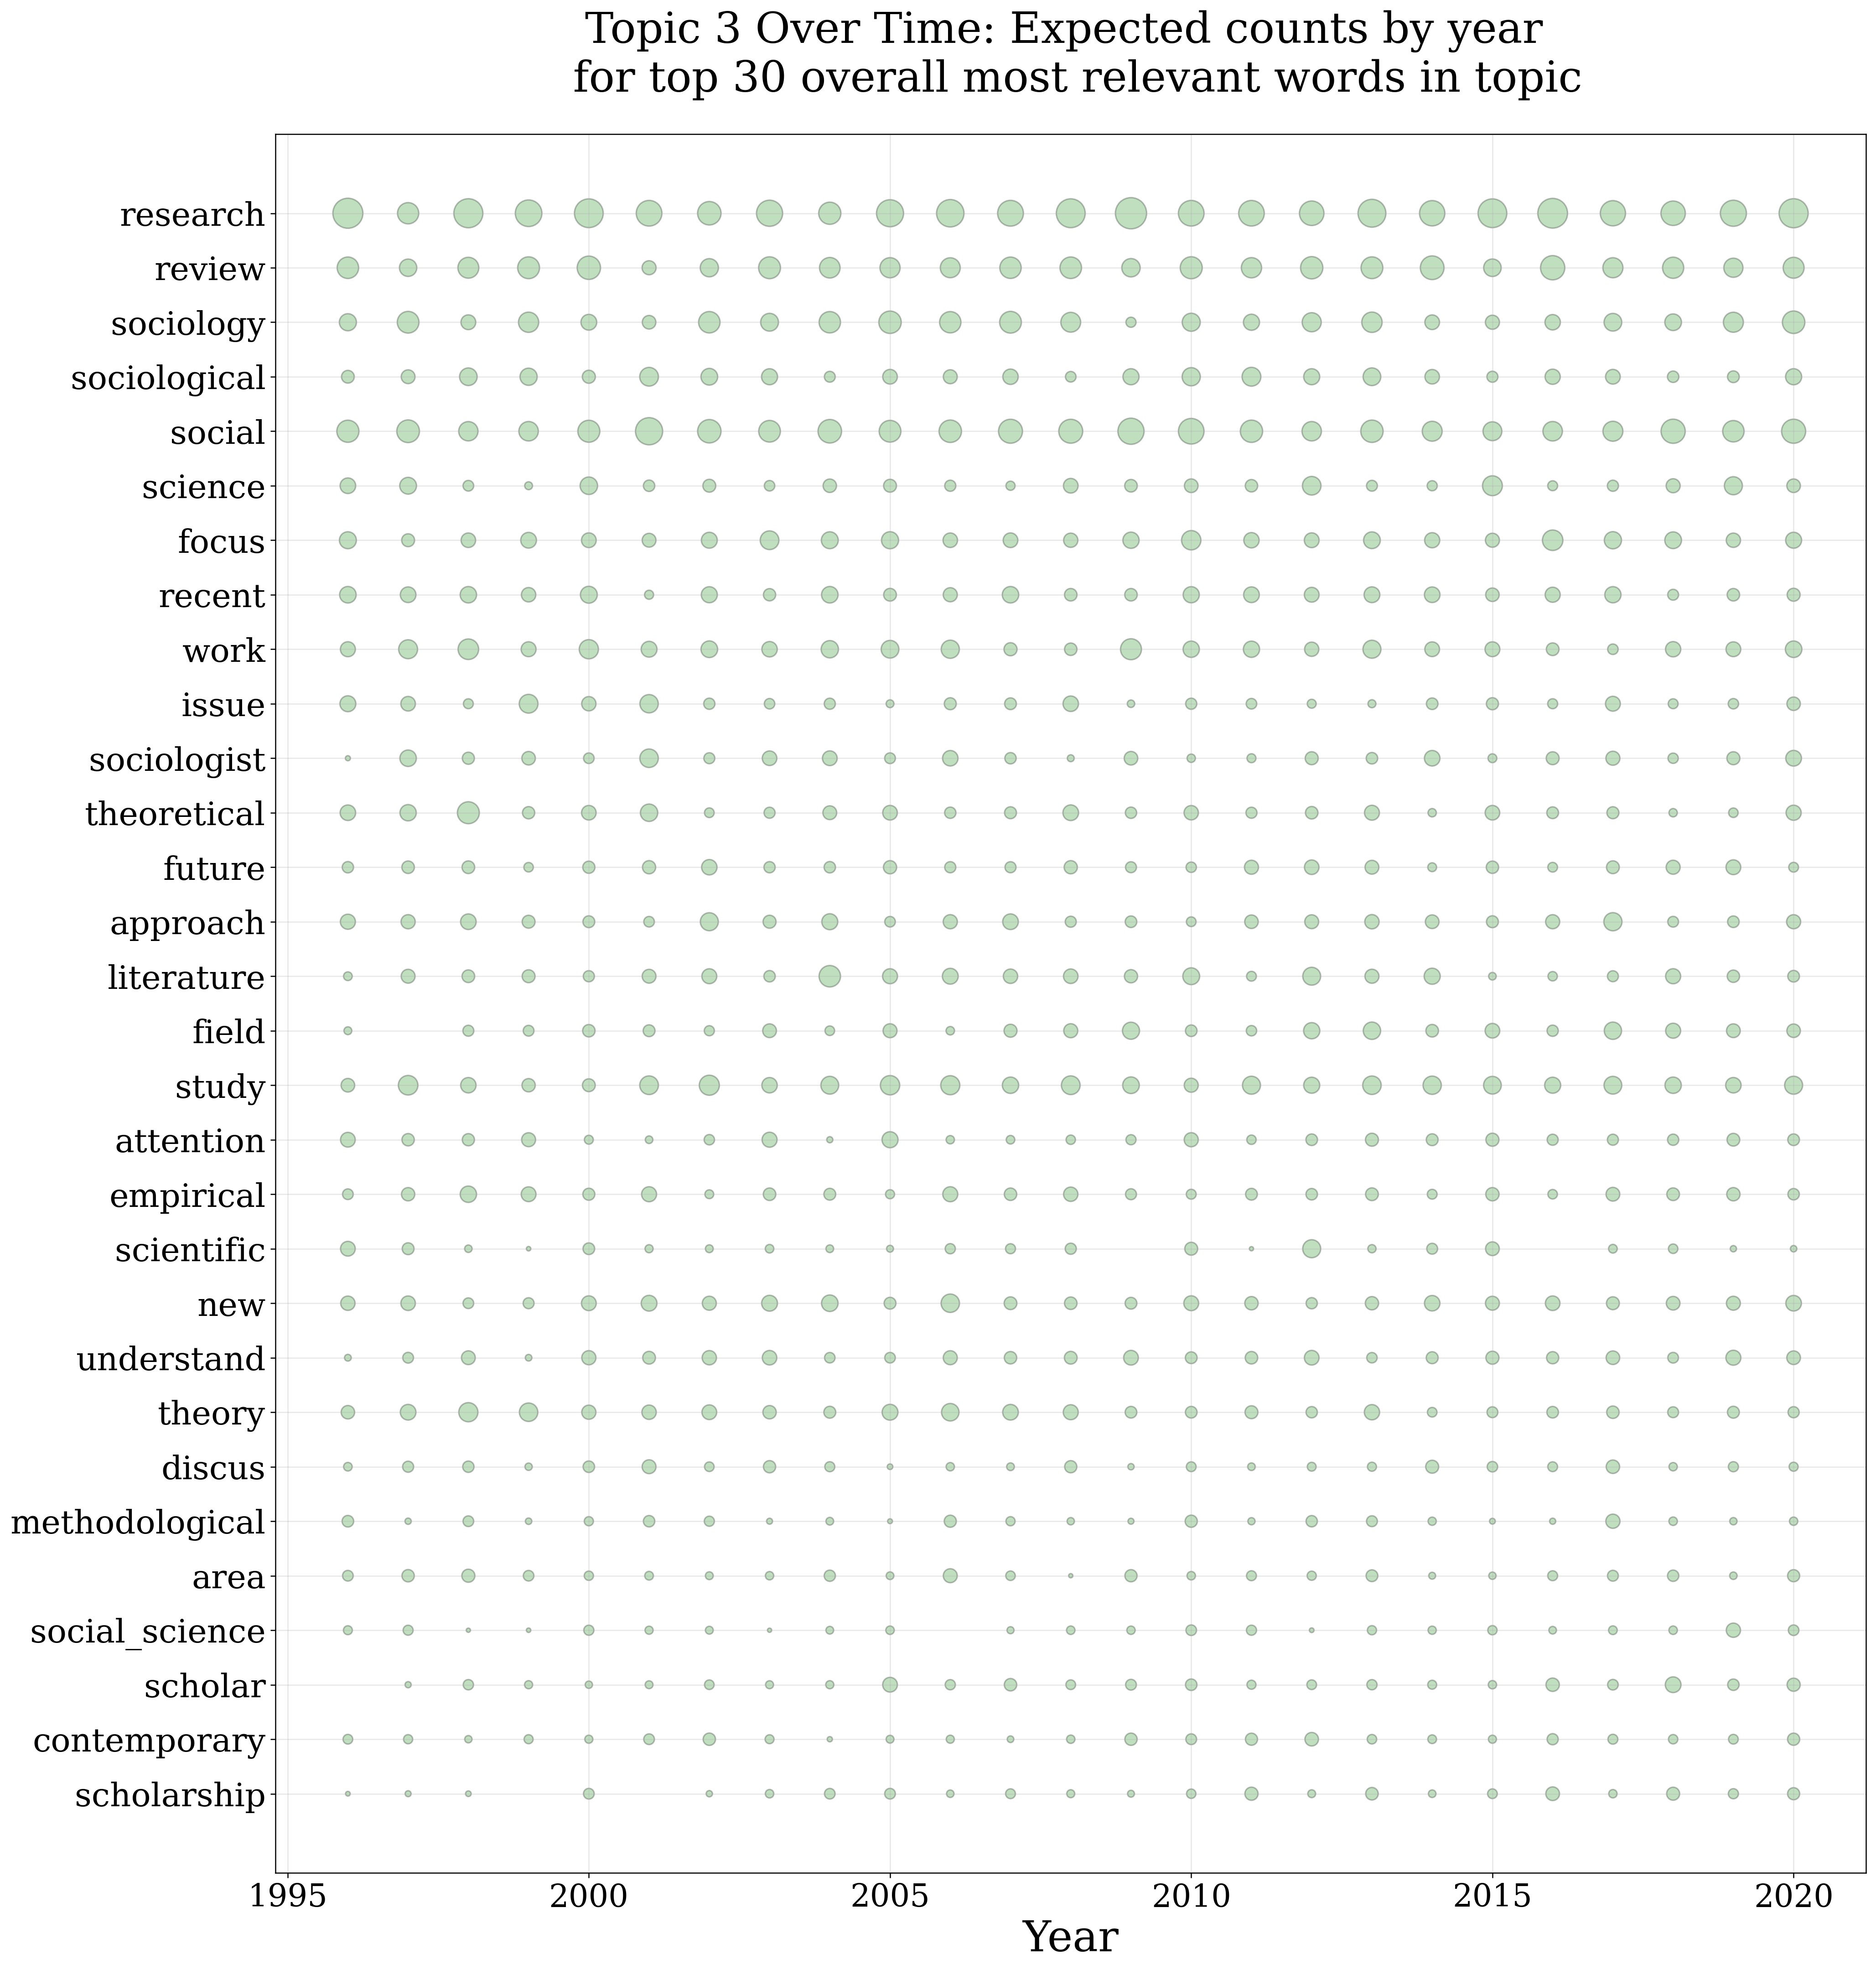 Topic 3 Over Time: Expected counts by year
for top 30 overall most relevant words in topic
research
review
sociology
sociological
social
science
focus
recent
work
issue
sociologist
theoretical
future
approach
literature
field
study
attention
empirical
scientific
new
understand
theory
discus
methodological
area
social_science
scholar
contemporary
scholarship
1995 2000 2005 2010 2015 2020
Year